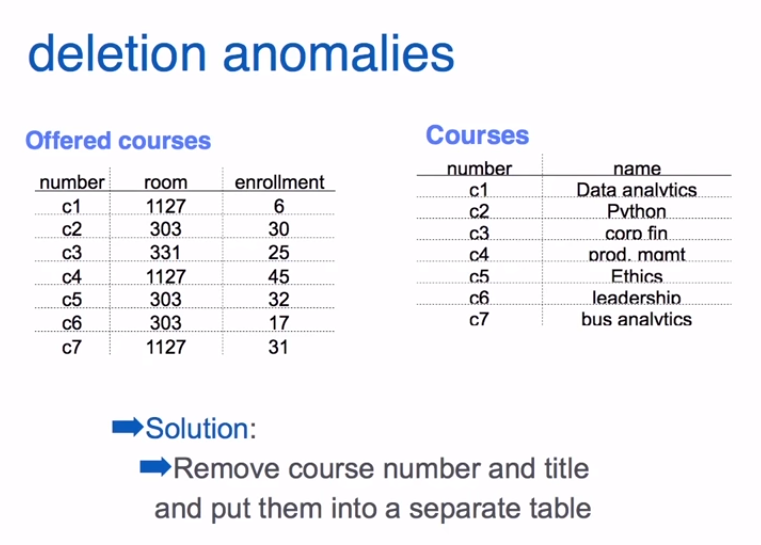 deletion anomalies
Offered courses
number room enrollment
c1 1127 6
c2 303 30
c3 331 25
c4 1127 45
c5 303 32
c6 303 17
c7 1127 31
Courses
number name
c1 Data analytics
c2 Python
c3 corp fin
c4 prod. mgmt
c5 Ethics
c6 leadership
c7 bus analytics
Solution:
Remove course number and title
and put them into a separate table